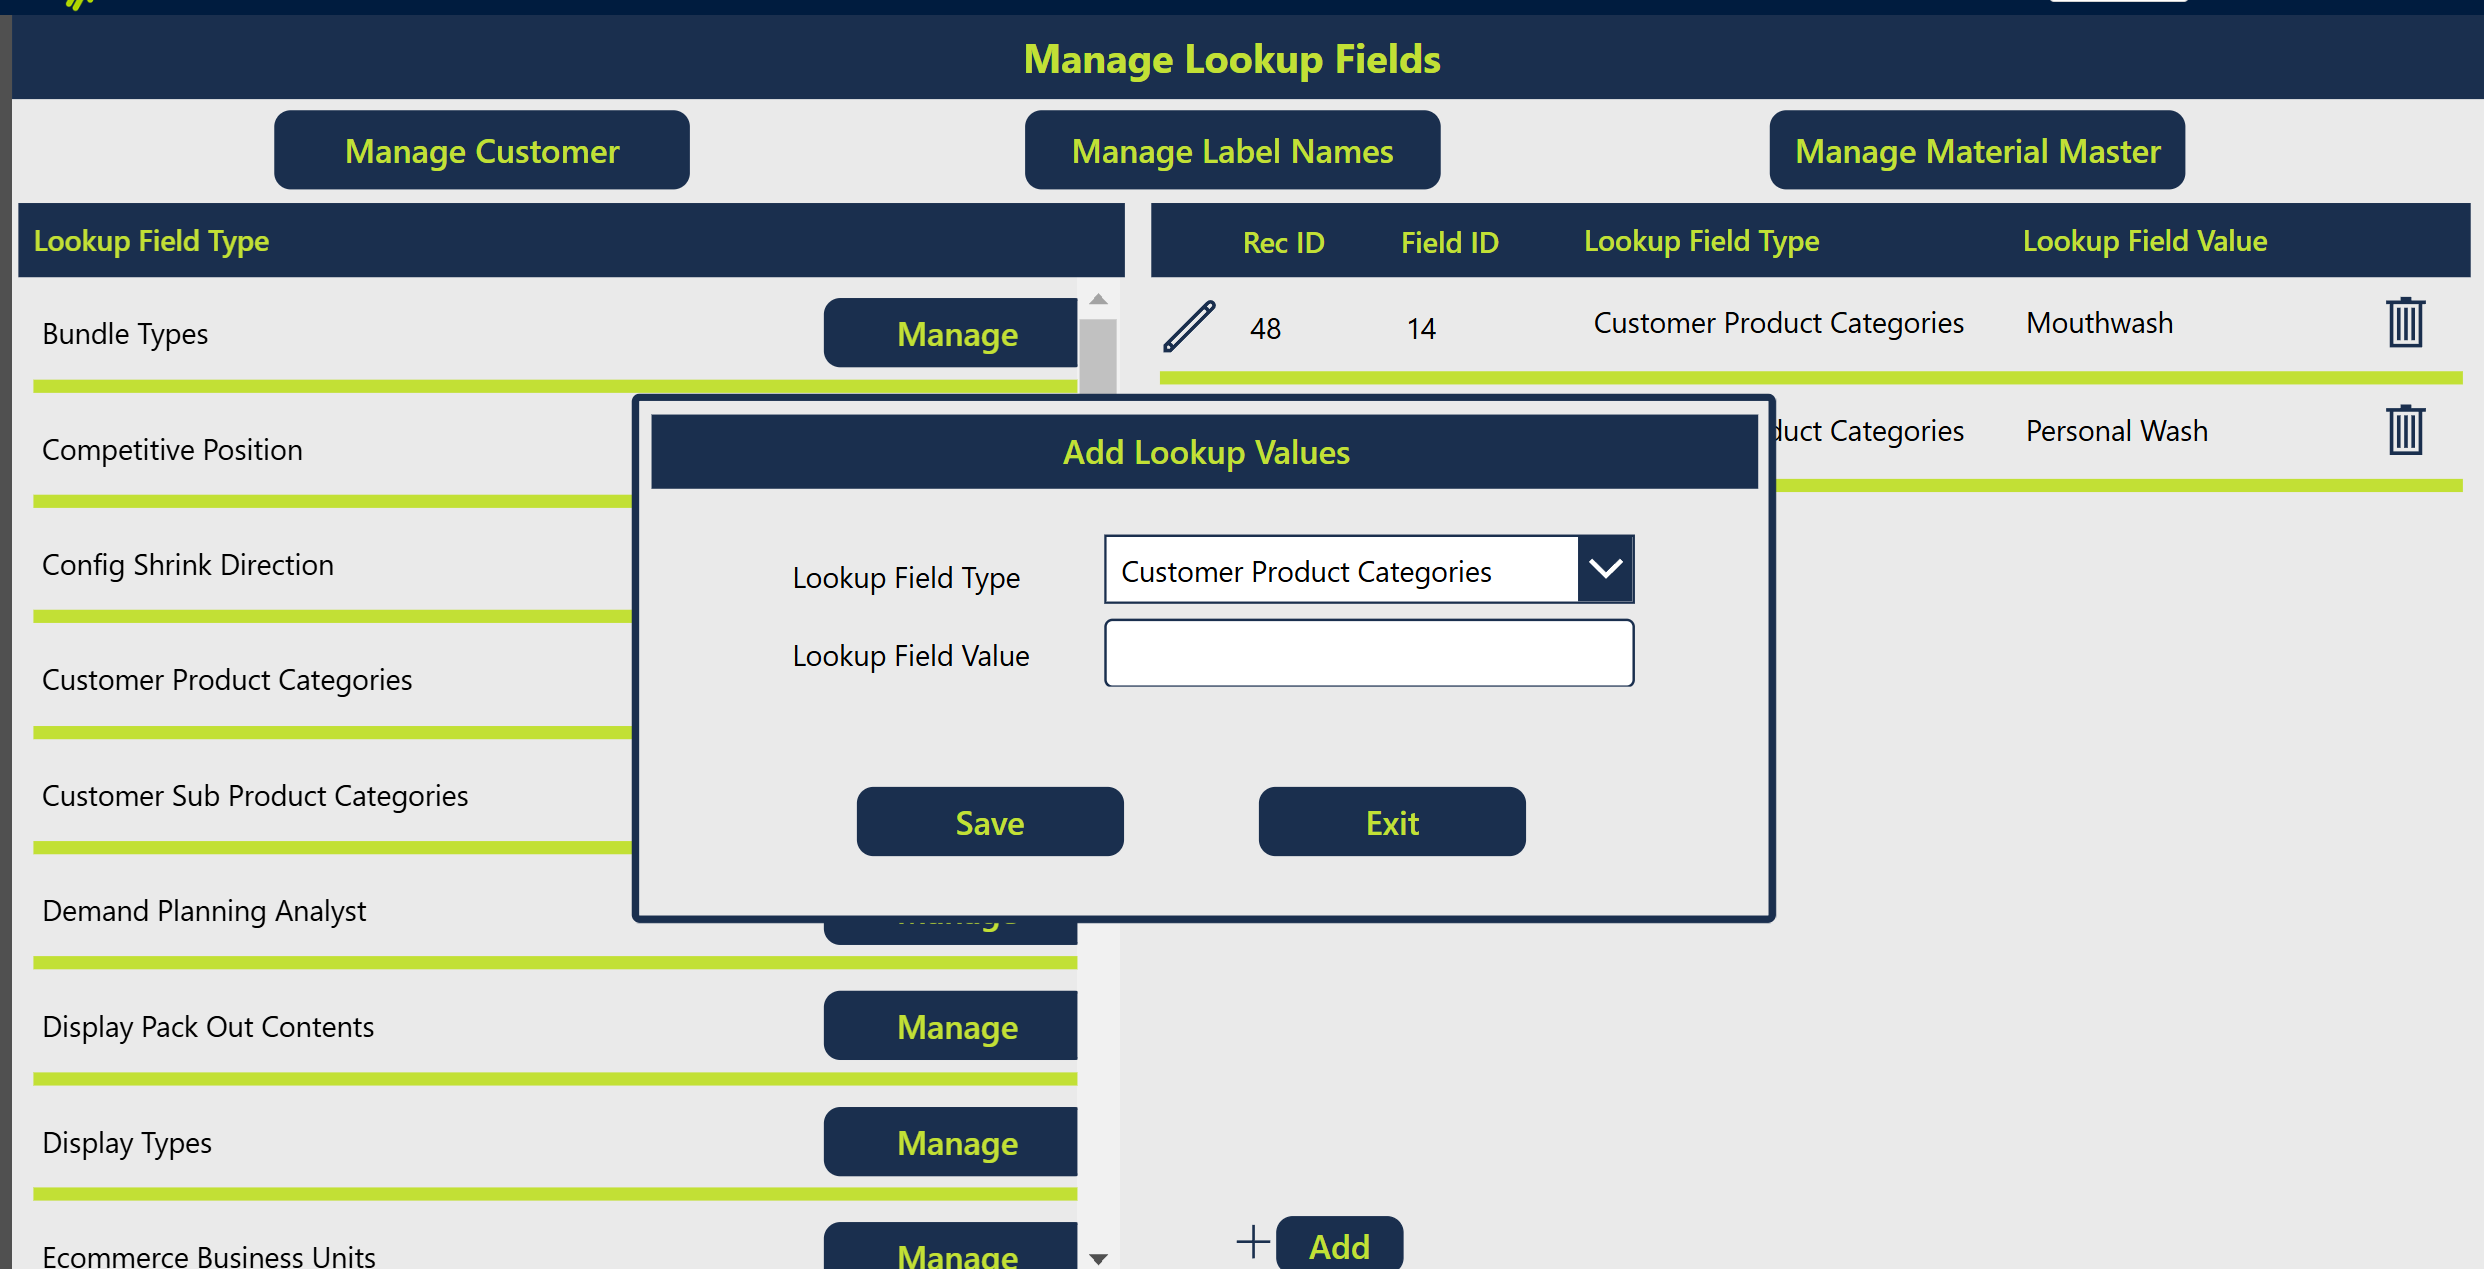 Manage Lookup Fields
Manage Customer
Manage Label Names
Manage Material Master
Lookup Field Type
Rec ID
Field ID
Lookup Field Type
Lookup Field Value
Bundle Types
Manage
48
14
Customer Product Categories
Mouthwash
Competitive Position
duct Categories
Personal Wash
Config Shrink Direction
Customer Product Categories
Customer Sub Product Categories
Add Lookup Values
Lookup Field Type
Customer Product Categories
Lookup Field Value
Save
Exit
Demand Planning Analyst
Display Pack Out Contents
Manage
Display Types
Manage
Ecommerce Business Units
Manage
Add